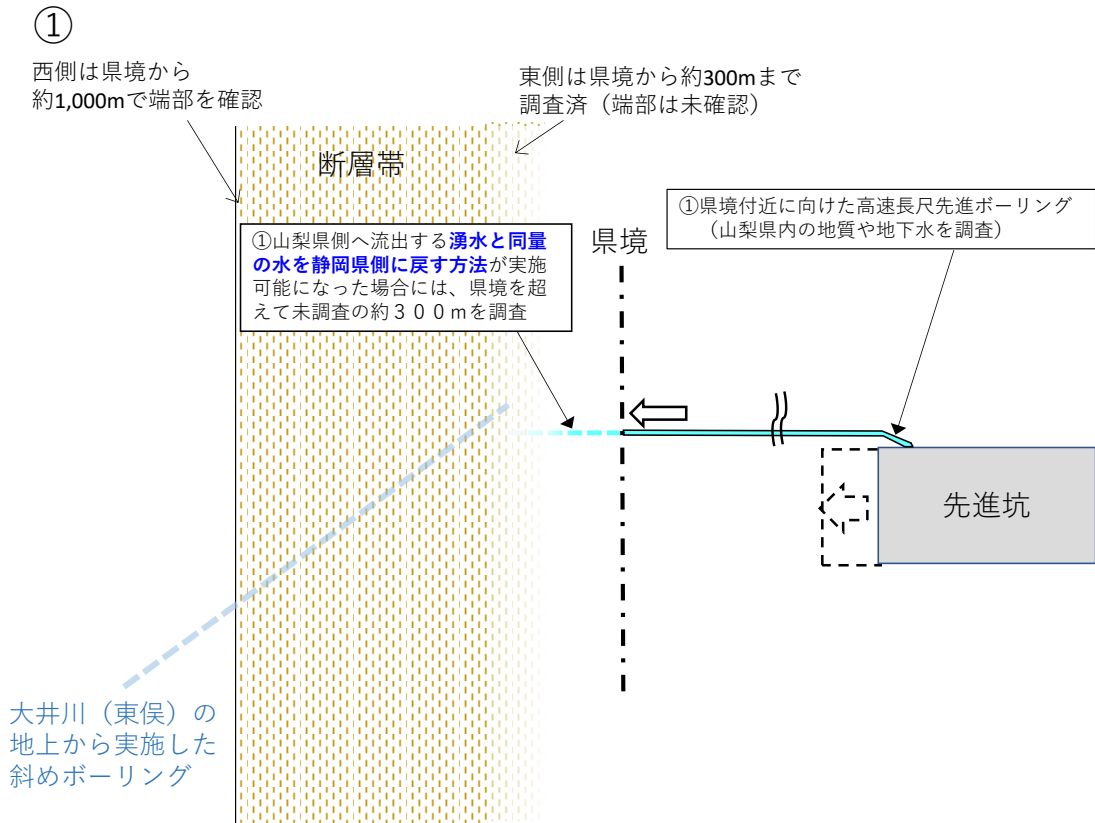 ①
西側は県境から
約1,000mで端部を確認
東側は県境から約300mまで
調査済（端部は未確認）
断層帯
①県境付近に向けた高速長尺先進ボーリング
（山梨県内の地質や地下水を調査）
①山梨県側へ流出する湧水と同量
の水を静岡県側に戻す方法が実施
可能になった場合には、県境を超
えて未調査の約３００ｍを調査
県境
先進坑
大井川（東俣）の
地上から実施した
斜めボーリング